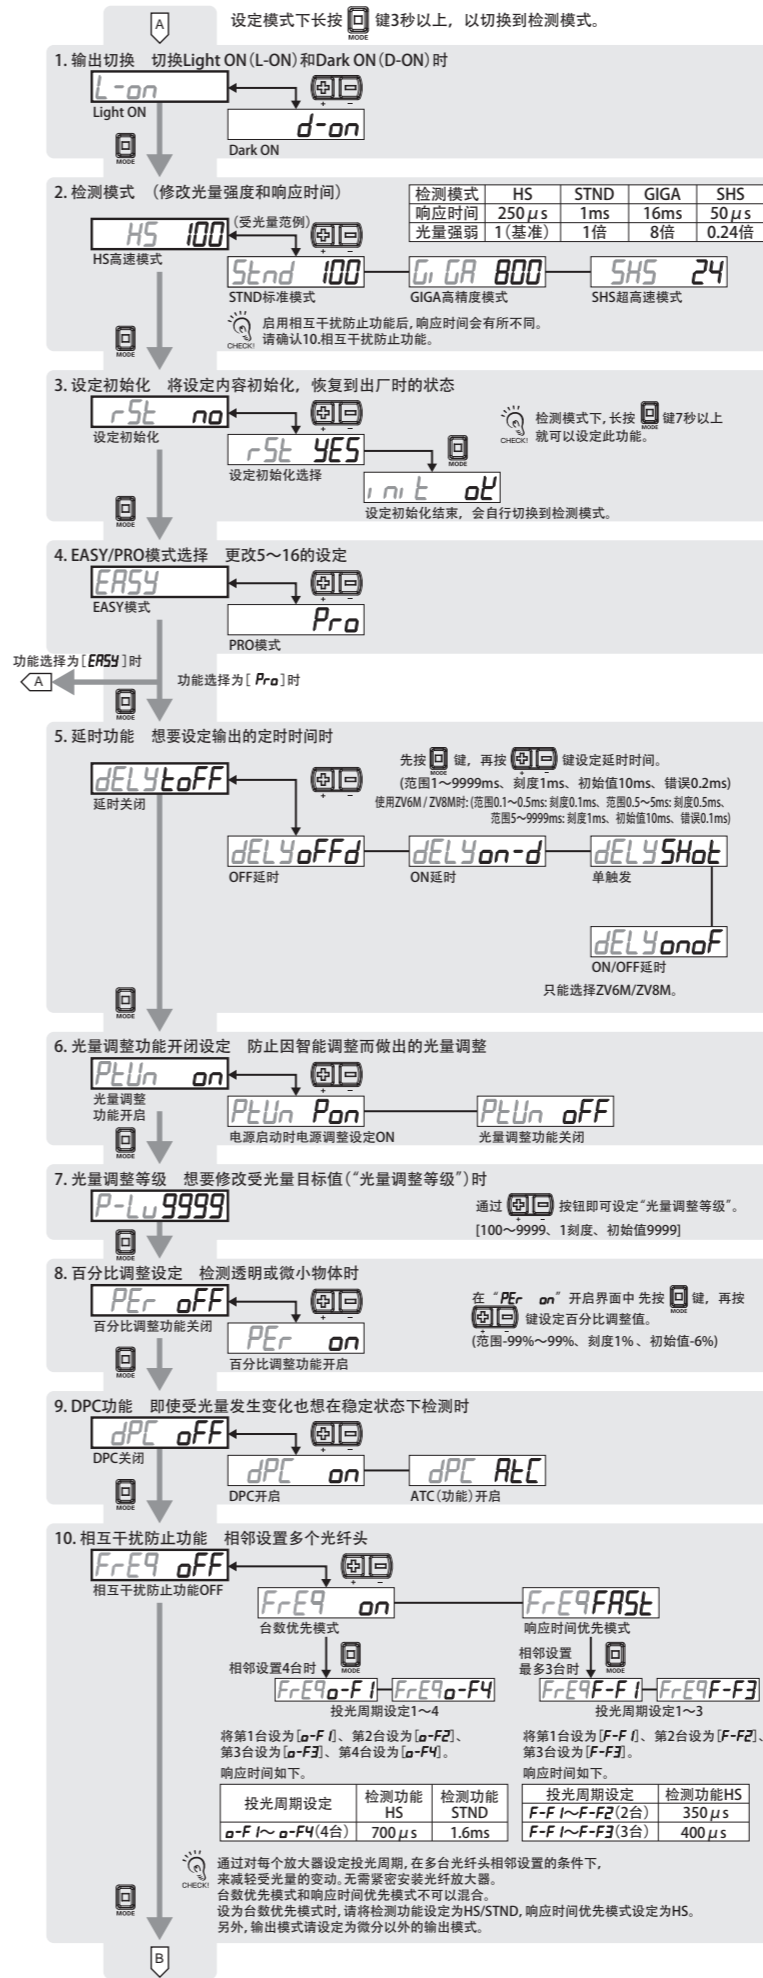 A
设定模式下长按 键3秒以上，以切换到检测模式。
MODE
1. 输出切换 切换Light ON（L-ON）和Dark ON（D-ON）时
L-on
Light ON
+ −
d-on
Dark ON
MODE
2. 检测模式 （修改光量强度和响应时间）
检测模式 HS STND GIGA SHS
响应时间 250μs 1ms 16ms 50μs
光量强弱 1（基准） 1倍 8倍 0.24倍
HS 100
（受光量范例）
+ −
HS高速模式
Stnd 100
STND标准模式
GiGA 800
GIGA高精度模式
SHS 24
SHS超高速模式
CHECK!
启用相互干扰防止功能后，响应时间会有所不同。
请确认10.相互干扰防止功能。
MODE
3. 设定初始化 将设定内容初始化，恢复到出厂时的状态
rSt no
设定初始化
+ −
rSt YES
设定初始化选择
MODE
init oK
设定初始化结束，会自行切换到检测模式。
CHECK!
检测模式下，长按 键7秒以上
MODE
就可以设定此功能。
MODE
4. EASY/PRO模式选择 更改5～16的设定
EASY
EASY模式
+ −
Pro
PRO模式
功能选择为[EASY]时
A
功能选择为[Pro]时
MODE
5. 延时功能 想要设定输出的定时时间时
dELYtoFF
延时关闭
+ −
先按 键，再按 键设定延时时间。
MODE + −
(范围1～9999ms、刻度1ms、初始值10ms、错误0.2ms)
使用ZV6M / ZV8M时: (范围0.1～0.5ms: 刻度0.1ms、范围0.5～5ms: 刻度0.5ms、
范围5～9999ms: 刻度1ms、初始值10ms、错误0.1ms)
dELYoFFd
OFF延时
dELYon-d
ON延时
dELYSHot
单触发
dELYonoF
ON/OFF延时
只能选择ZV6M/ZV8M。
MODE
6. 光量调整功能开闭设定 防止因智能调整而做出的光量调整
PtUn on
光量调整
功能开启
+ −
PtUn Pon
电源启动时电源调整设定ON
PtUn oFF
光量调整功能关闭
MODE
7. 光量调整等级 想要修改受光量目标值（“光量调整等级”）时
P-Lu9999
通过 按钮即可设定“光量调整等级”。
+ −
[100～9999、1刻度、初始值9999]
MODE
8. 百分比调整设定 检测透明或微小物体时
PEr oFF
百分比调整功能关闭
+ −
PEr on
百分比调整功能开启
在 “PEr on” 开启界面中 先按 键，再按
MODE
键设定百分比调整值。
+ −
(范围-99%～99%、刻度1% 、初始值-6%)
MODE
9. DPC功能 即使受光量发生变化也想在稳定状态下检测时
dPC oFF
DPC关闭
+ −
dPC on
DPC开启
dPC AtC
ATC（功能）开启
MODE
10. 相互干扰防止功能 相邻设置多个光纤头
FrEq oFF
相互干扰防止功能OFF
+ −
FrEq on
台数优先模式
FrEqFASt
响应时间优先模式
相邻设置4台时
MODE
相邻设置
最多3台时
MODE
FrEqo-F1 FrEqo-F4
投光周期设定1～4
FrEqF-F1 FrEqF-F3
投光周期设定1～3
将第1台设为[o-F1]、第2台设为[o-F2]、
第3台设为[o-F3]、第4台设为[o-F4]。
响应时间如下。
将第1台设为[F-F1]、第2台设为[F-F2]、
第3台设为[F-F3]。
响应时间如下。
投光周期设定 检测功能HS 检测功能STND
o-F1～o-F4（4台） 700μs 1.6ms
投光周期设定 检测功能HS
F-F1～F-F2（2台） 350μs
F-F1～F-F3（3台） 400μs
CHECK!
通过对每个放大器设定投光周期，在多台光纤头相邻设置的条件下，
来减轻受光量的变动。无需紧密安装光纤放大器。
台数优先模式和响应时间优先模式不可以混合。
设为台数优先模式时，请将检测功能设定为HS/STND，响应时间优先模式设定为HS。
另外，输出模式请设定为微分以外的输出模式。
MODE
B